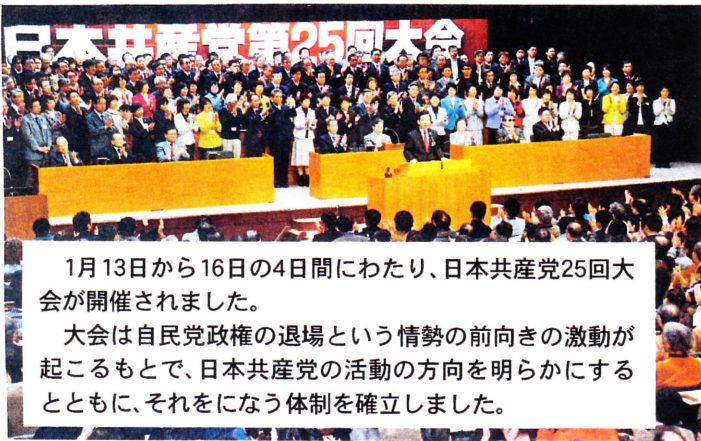 日本共産党第25回大会
1月13日から16日の4日間にわたり、日本共産党25回大
会が開催されました。
大会は自民党政権の退場という情勢の前向きの激動が
起こるもとで、日本共産党の活動の方向を明らかにする
とともに、それをになう体制を確立しました。